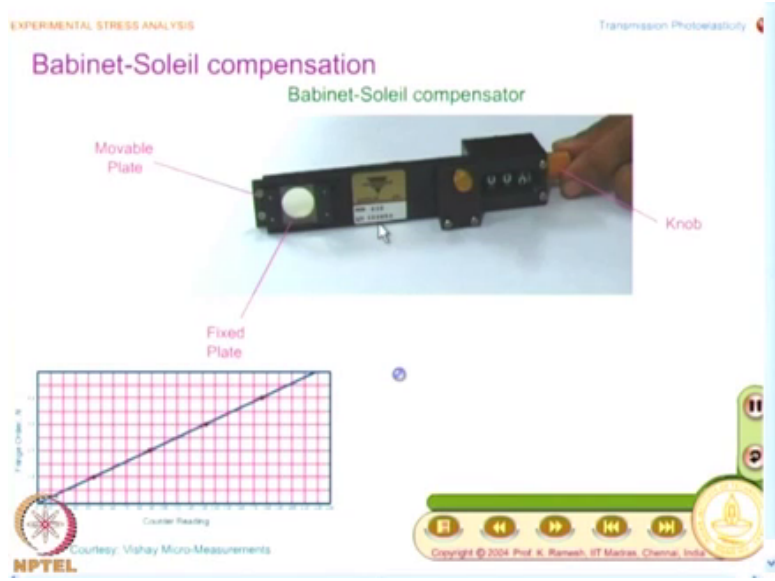 EXPERIMENTAL STRESS ANALYSIS
Transmission Photoelasticity
Babinet-Soleil compensation
Babinet-Soleil compensator
Movable
Plate
Knob
Fixed
Plate
Fringe Order, N
Counter Reading
Courtesy: Vishay Micro-Measurements
NPTEL
Copyright © 2004 Prof. K. Ramesh, IIT Madras, Chennai, India